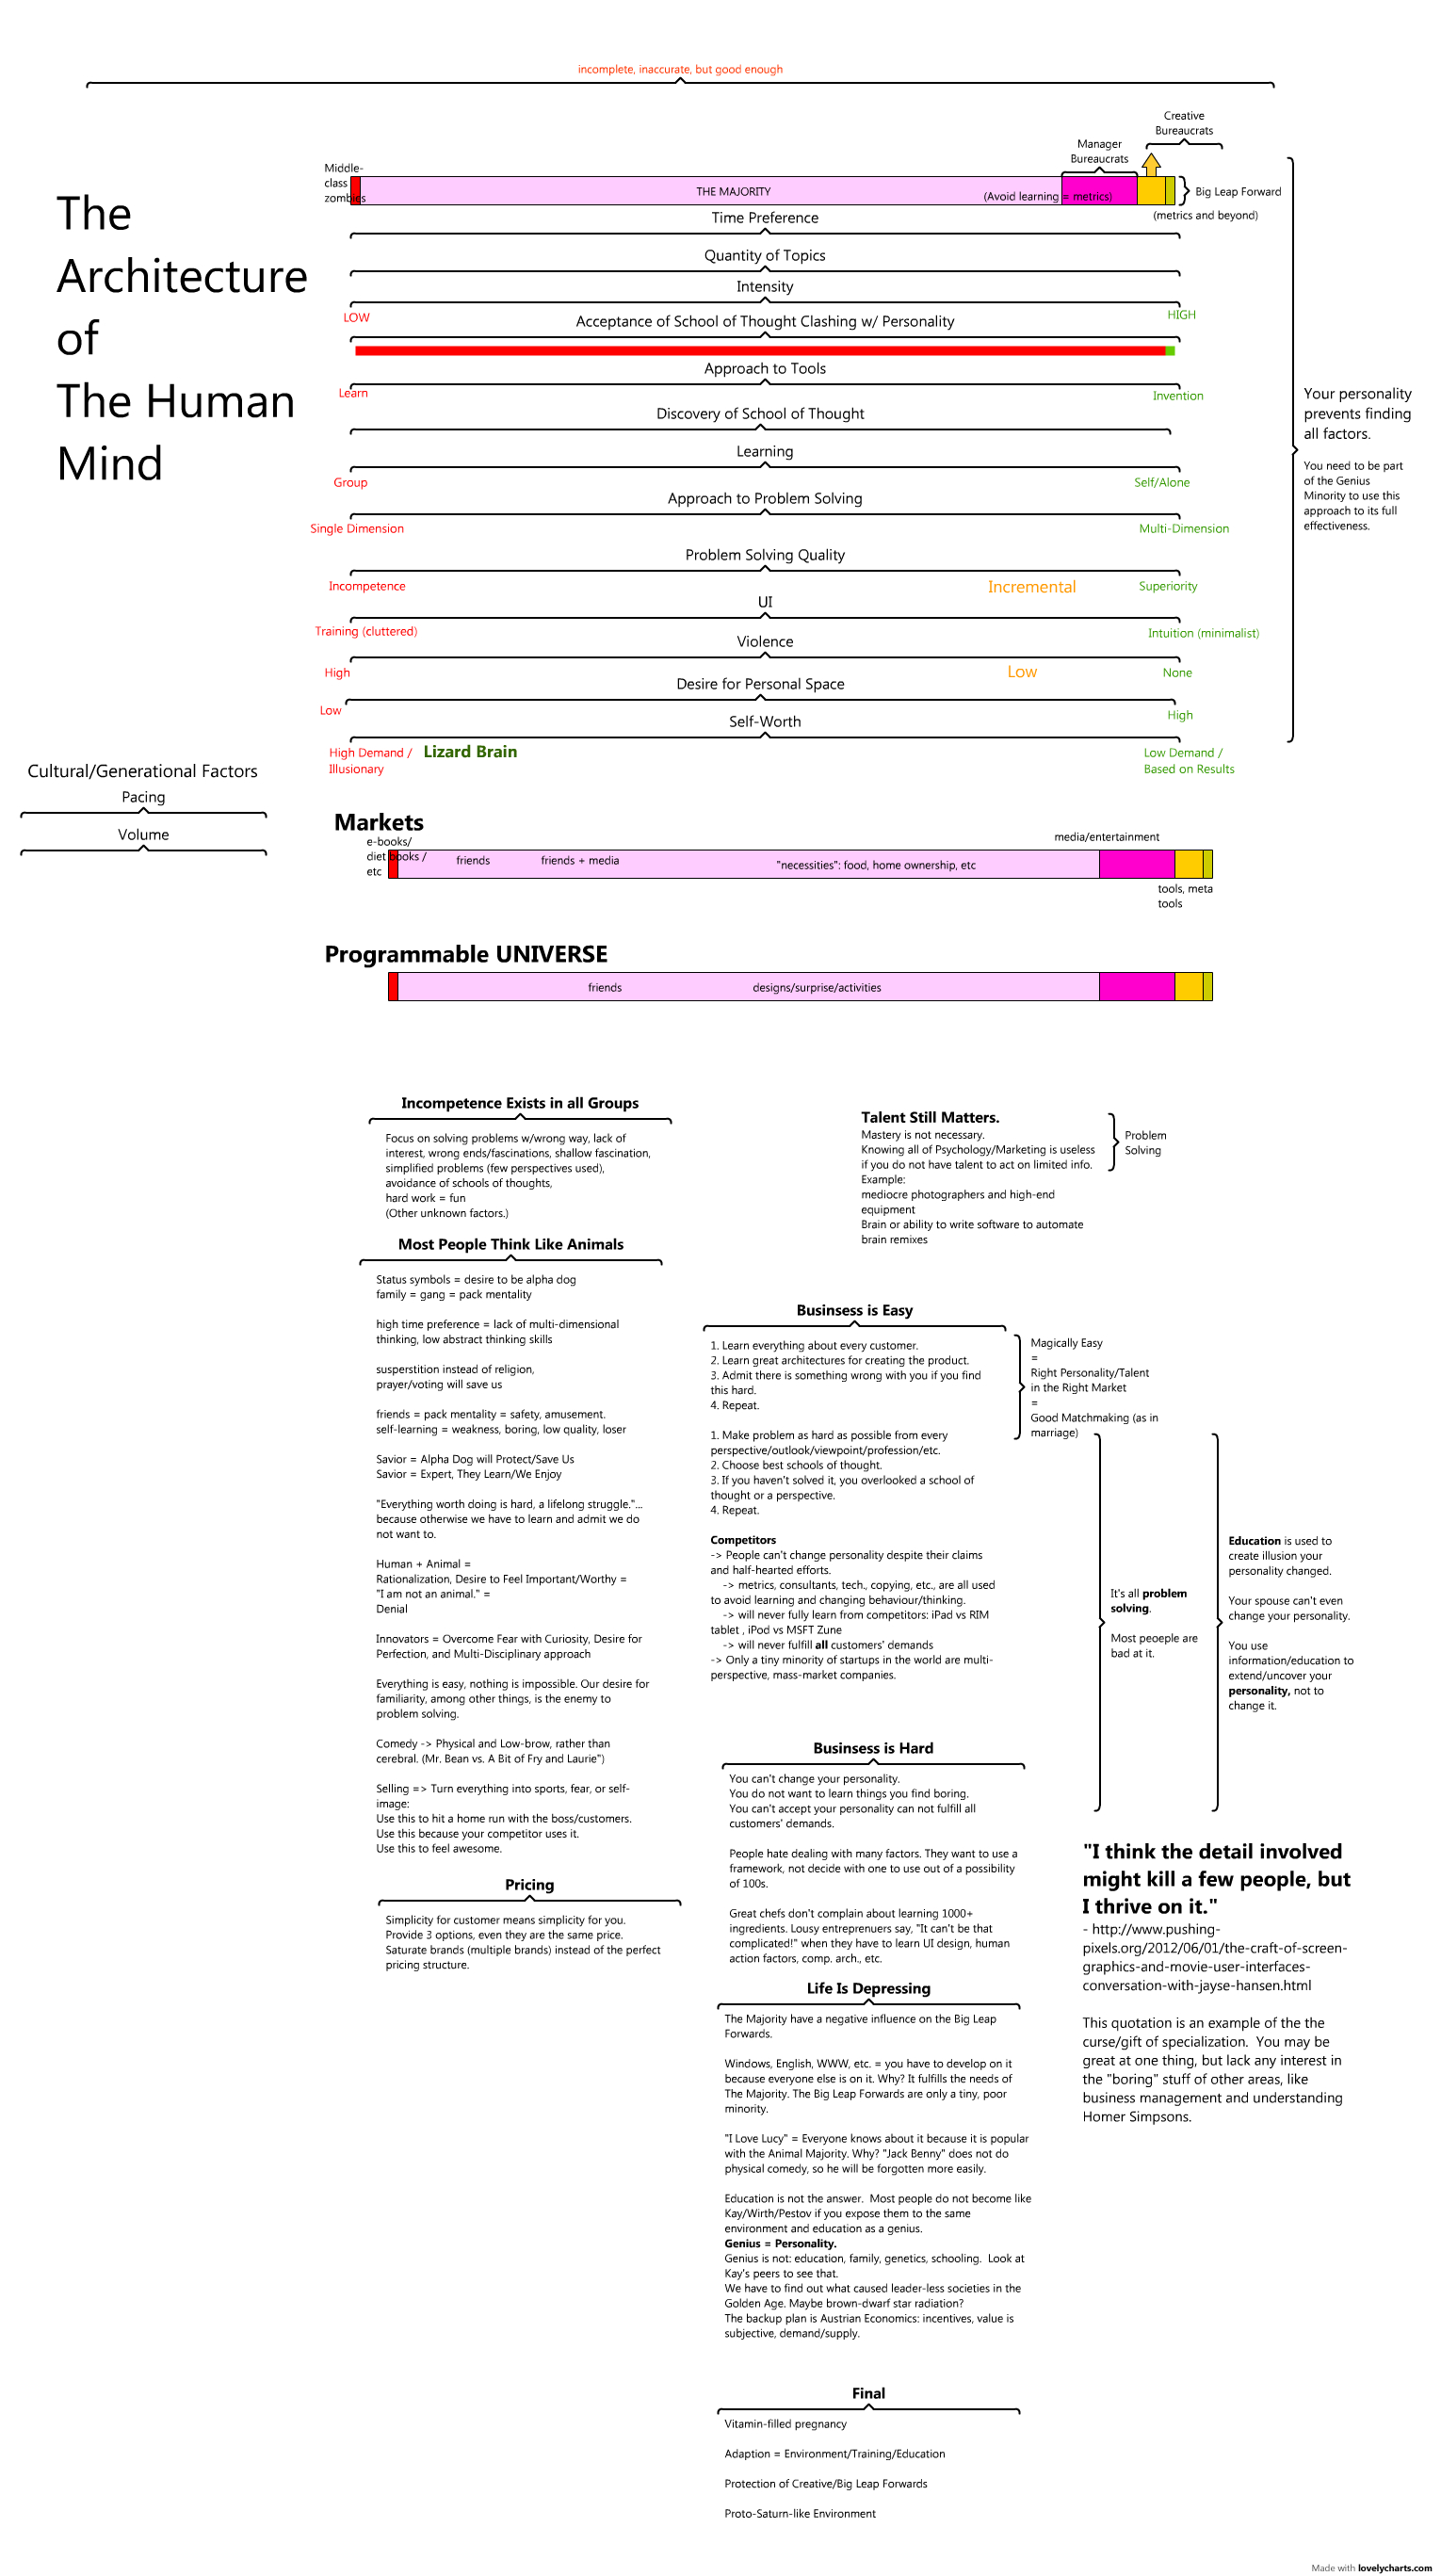 incomplete, inaccurate, but good enough
The
Architecture
of
The Human
Mind
Creative
Bureaucrats
Manager
Bureaucrats
Middle-
class
zombies
THE MAJORITY
(Avoid learning = metrics)
Big Leap Forward
(metrics and beyond)
Time Preference
Quantity of Topics
Intensity
LOW
HIGH
Acceptance of School of Thought Clashing w/ Personality
Approach to Tools
Learn
Invention
Discovery of School of Thought
Learning
Group
Self/Alone
Approach to Problem Solving
Single Dimension
Multi-Dimension
Problem Solving Quality
Incompetence
Incremental
Superiority
UI
Training (cluttered)
Intuition (minimalist)
Violence
High
Low
None
Desire for Personal Space
Low
High
Self-Worth
High Demand /
Illusionary
Lizard Brain
Low Demand /
Based on Results
Your personality
prevents finding
all factors.
You need to be part
of the Genius
Minority to use this
approach to its full
effectiveness.
Cultural/Generational Factors
Pacing
Volume
Markets
e-books/
diet books /
etc
friends
friends + media
"necessities": food, home ownership, etc
media/entertainment
tools, meta
tools
Programmable UNIVERSE
friends
designs/surprise/activities
Incompetence Exists in all Groups
Focus on solving problems w/wrong way, lack of
interest, wrong ends/fascinations, shallow fascination,
simplified problems (few perspectives used),
avoidance of schools of thoughts,
hard work = fun
(Other unknown factors.)
Talent Still Matters.
Mastery is not necessary.
Knowing all of Psychology/Marketing is useless
if you do not have talent to act on limited info.
Example:
mediocre photographers and high-end
equipment
Brain or ability to write software to automate
brain remixes
Problem
Solving
Most People Think Like Animals
Status symbols = desire to be alpha dog
family = gang = pack mentality
high time preference = lack of multi-dimensional
thinking, low abstract thinking skills
susperstition instead of religion,
prayer/voting will save us
friends = pack mentality = safety, amusement.
self-learning = weakness, boring, low quality, loser
Savior = Alpha Dog will Protect/Save Us
Savior = Expert, They Learn/We Enjoy
"Everything worth doing is hard, a lifelong struggle."...
because otherwise we have to learn and admit we do
not want to.
Human + Animal =
Rationalization, Desire to Feel Important/Worthy =
"I am not an animal." =
Denial
Innovators = Overcome Fear with Curiosity, Desire for
Perfection, and Multi-Disciplinary approach
Everything is easy, nothing is impossible. Our desire for
familiarity, among other things, is the enemy to
problem solving.
Comedy -> Physical and Low-brow, rather than
cerebral. (Mr. Bean vs. A Bit of Fry and Laurie")
Selling => Turn everything into sports, fear, or self-
image:
Use this to hit a home run with the boss/customers.
Use this because your competitor uses it.
Use this to feel awesome.
Pricing
Simplicity for customer means simplicity for you.
Provide 3 options, even they are the same price.
Saturate brands (multiple brands) instead of the perfect
pricing structure.
Businsess is Easy
1. Learn everything about every customer.
2. Learn great architectures for creating the product.
3. Admit there is something wrong with you if you find
this hard.
4. Repeat.
1. Make problem as hard as possible from every
perspective/outlook/viewpoint/profession/etc.
2. Choose best schools of thought.
3. If you haven't solved it, you overlooked a school of
thought or a perspective.
4. Repeat.
Competitors
-> People can't change personality despite their claims
and half-hearted efforts.
-> metrics, consultants, tech., copying, etc., are all used
to avoid learning and changing behaviour/thinking.
-> will never fully learn from competitors: iPad vs RIM
tablet , iPod vs MSFT Zune
-> will never fulfill all customers' demands
-> Only a tiny minority of startups in the world are multi-
perspective, mass-market companies.
Magically Easy
=
Right Personality/Talent
in the Right Market
=
Good Matchmaking (as in
marriage)
It's all problem
solving.
Most peoeple are
bad at it.
Education is used to
create illusion your
personality changed.
Your spouse can't even
change your personality.
You use
information/education to
extend/uncover your
personality, not to
change it.
Businsess is Hard
You can't change your personality.
You do not want to learn things you find boring.
You can't accept your personality can not fulfill all
customers' demands.
People hate dealing with many factors. They want to use a
framework, not decide with one to use out of a possibility
of 100s.
Great chefs don't complain about learning 1000+
ingredients. Lousy entreprenuers say, "It can't be that
complicated!" when they have to learn UI design, human
action factors, comp. arch., etc.
Life Is Depressing
The Majority have a negative influence on the Big Leap
Forwards.
Windows, English, WWW, etc. = you have to develop on it
because everyone else is on it. Why? It fulfills the needs of
The Majority. The Big Leap Forwards are only a tiny, poor
minority.
"I Love Lucy" = Everyone knows about it because it is popular
with the Animal Majority. Why? "Jack Benny" does not do
physical comedy, so he will be forgotten more easily.
Education is not the answer.  Most people do not become like
Kay/Wirth/Pestov if you expose them to the same
environment and education as a genius.
Genius = Personality.
Genius is not: education, family, genetics, schooling.  Look at
Kay's peers to see that.
We have to find out what caused leader-less societies in the
Golden Age. Maybe brown-dwarf star radiation?
The backup plan is Austrian Economics: incentives, value is
subjective, demand/supply.
"I think the detail involved
might kill a few people, but
I thrive on it."
- http://www.pushing-
pixels.org/2012/06/01/the-craft-of-screen-
graphics-and-movie-user-interfaces-
conversation-with-jayse-hansen.html
This quotation is an example of the the
curse/gift of specialization.  You may be
great at one thing, but lack any interest in
the "boring" stuff of other areas, like
business management and understanding
Homer Simpsons.
Final
Vitamin-filled pregnancy
Adaption = Environment/Training/Education
Protection of Creative/Big Leap Forwards
Proto-Saturn-like Environment
Made with lovelycharts.com